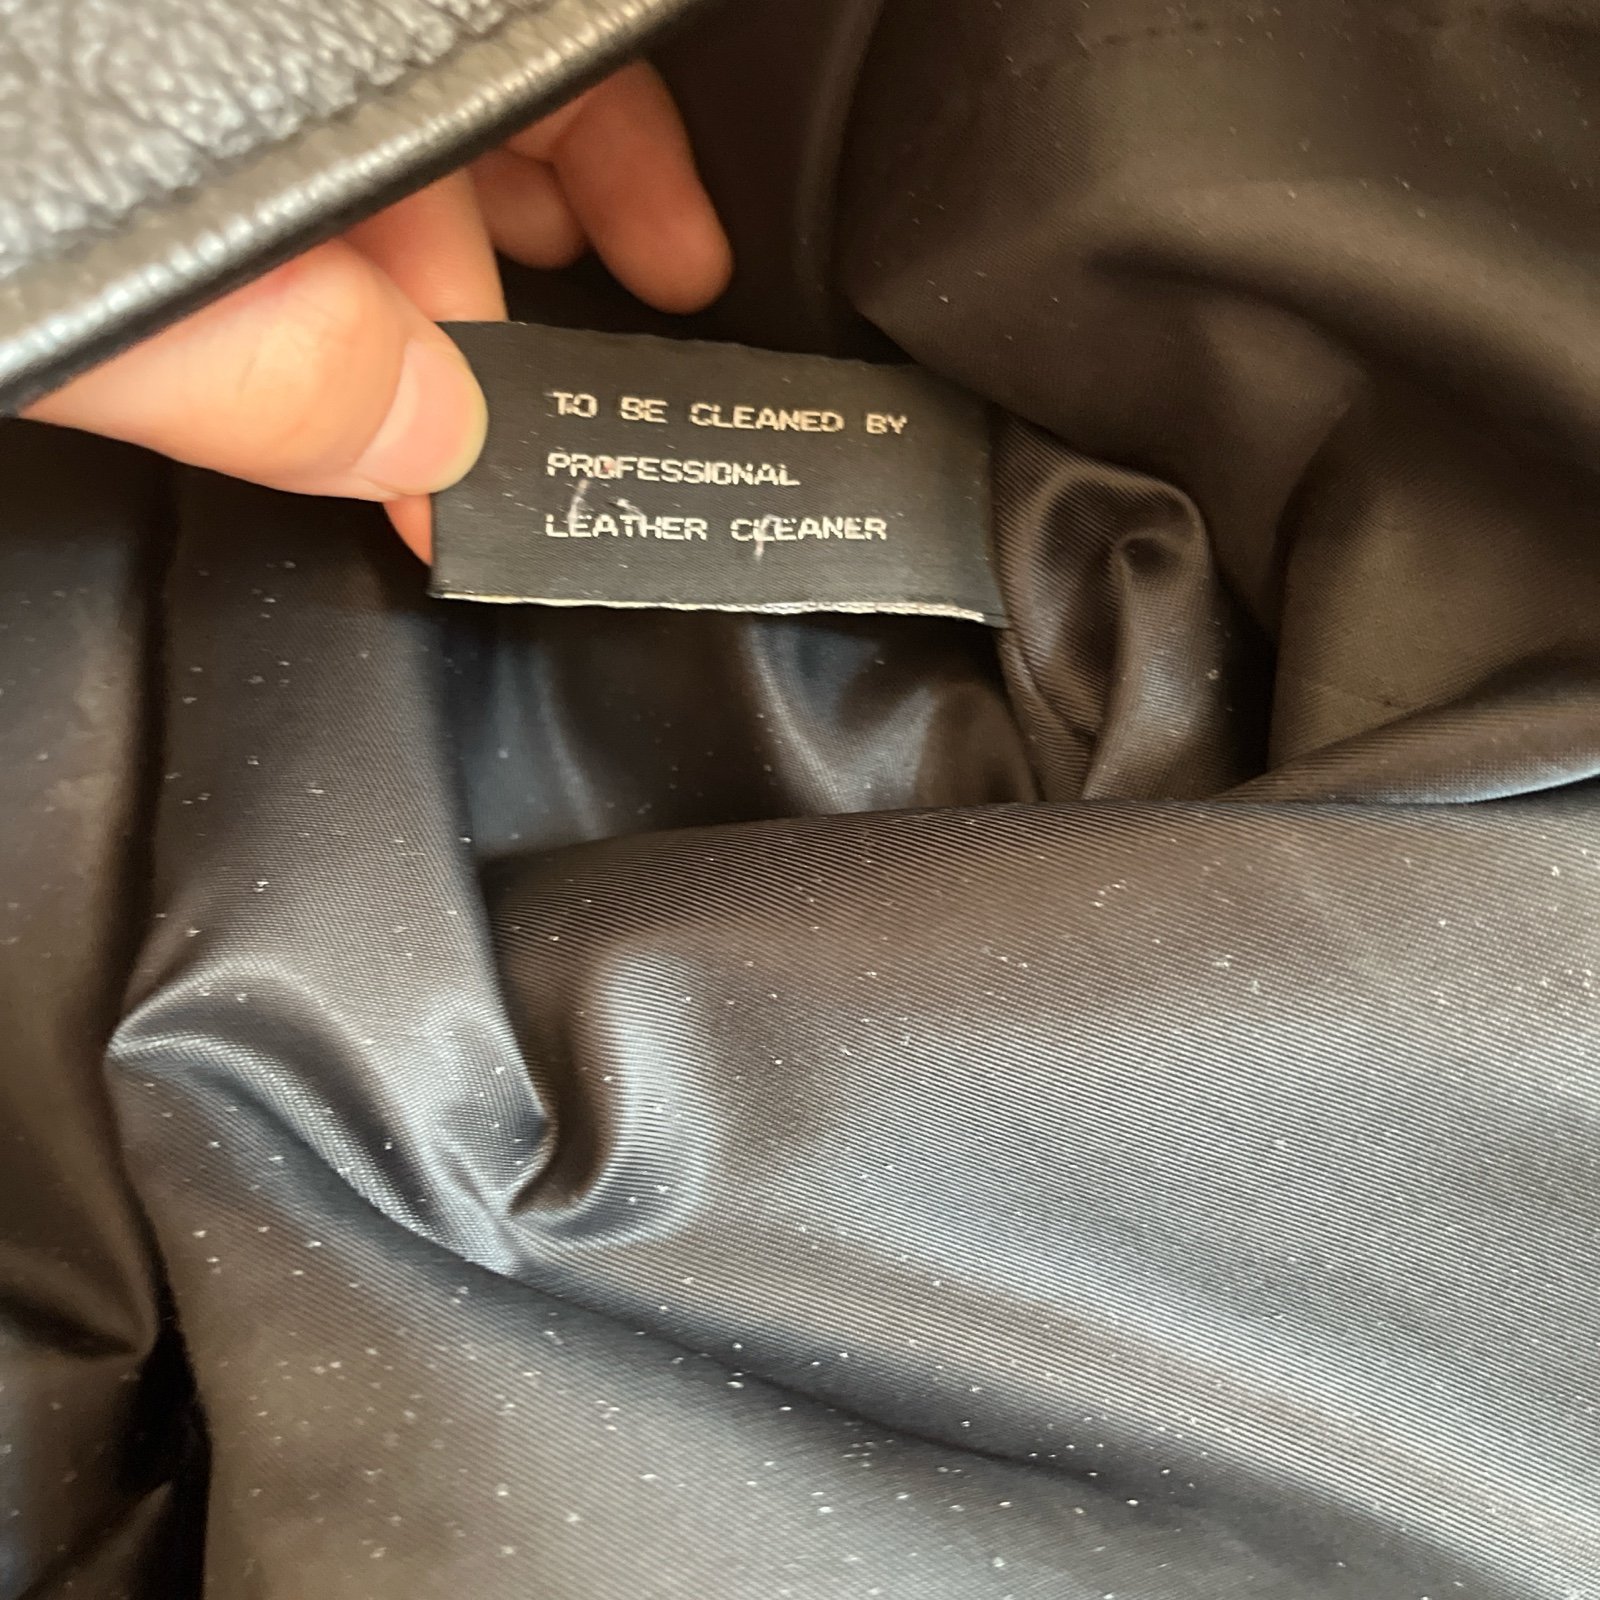 TO BE CLEANED BY
PROFESSIONAL
LEATHER CLEANER